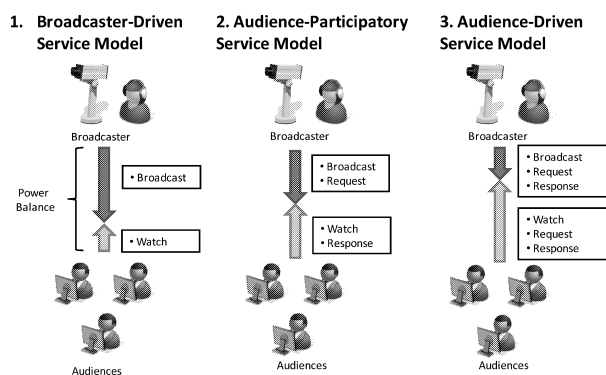 1. Broadcaster-Driven
Service Model
Broadcaster
Power
Balance
• Broadcast
• Watch
Audiences
2. Audience-Participatory
Service Model
Broadcaster
• Broadcast
• Request
• Watch
• Response
Audiences
3. Audience-Driven
Service Model
Broadcaster
• Broadcast
• Request
• Response
• Watch
• Request
• Response
Audiences